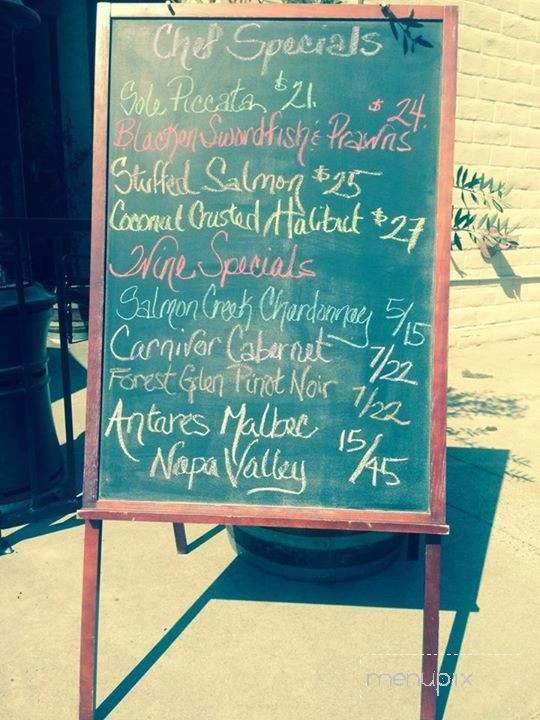 Chef Specials
Sole Piccata $21.
Blacken Swordfish & Prawns $24.
Stuffed Salmon $25
Coconut Crusted Halibut $27
Wine Specials
Salmon Creek Chardonnay 5/15
Carnivor Cabernet 7/22
Forest Glen Pinot Noir 7/22
Antares Malbec 15/45
Napa Valley
menupix